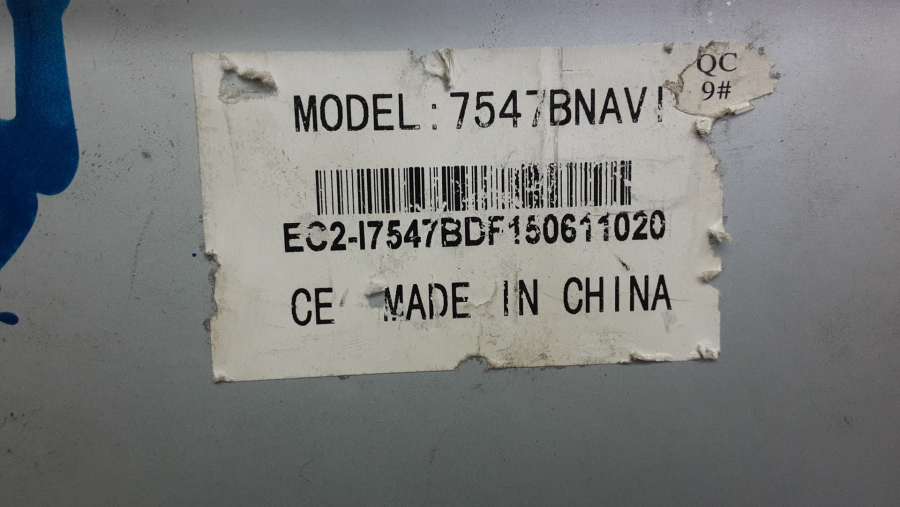 QC
9#
MODEL:7547BNAVI
EC2-I7547BDF150611020
CE MADE IN CHINA